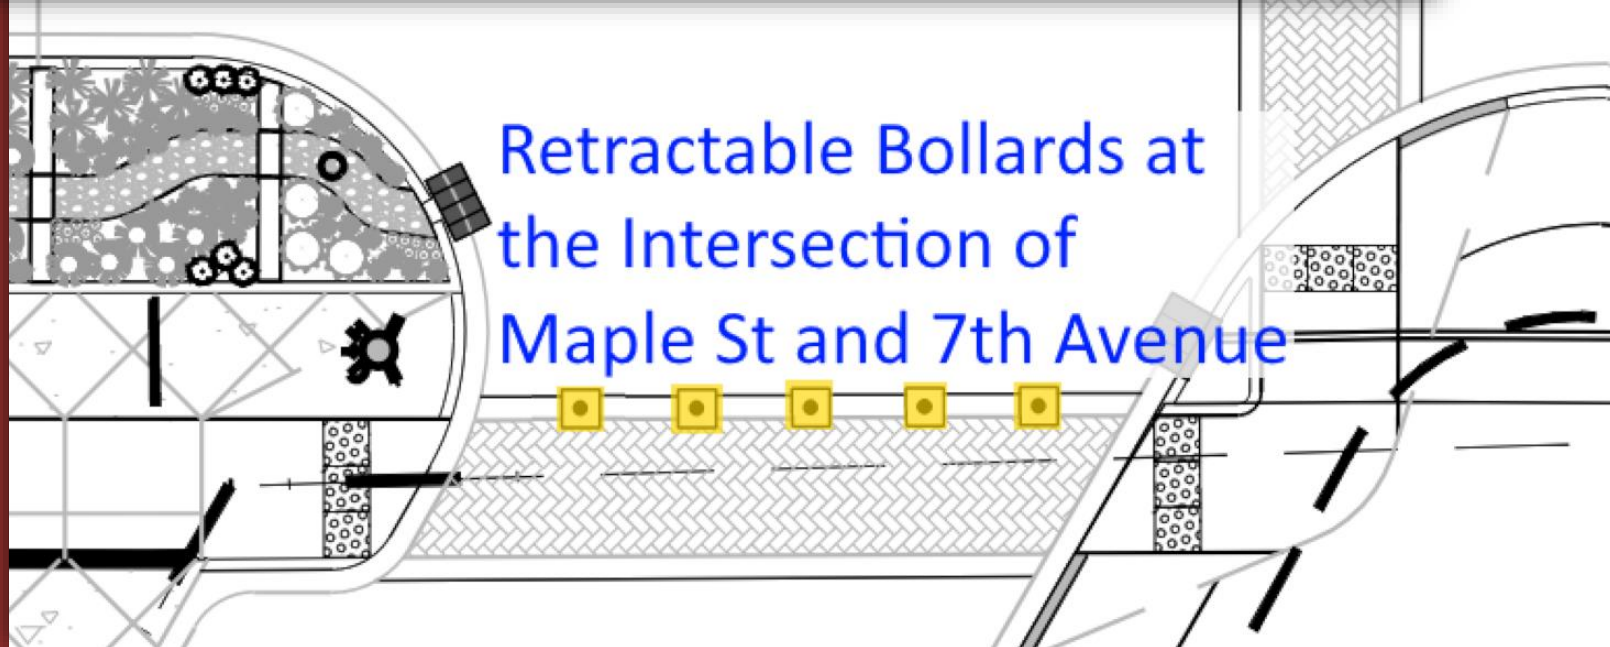 Retractable Bollards at
the Intersection of
Maple St and 7th Avenue